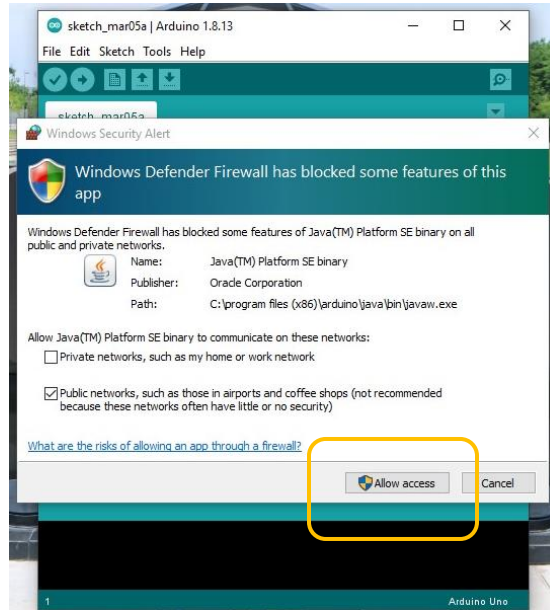 sketch_mar05a | Arduino 1.8.13
File Edit Sketch Tools Help
sketch_mar05a
Windows Security Alert
Windows Defender Firewall has blocked some features of this
app
Windows Defender Firewall has blocked some features of Java(TM) Platform SE binary on all
public and private networks.
Name: Java(TM) Platform SE binary
Publisher: Oracle Corporation
Path: C:\program files (x86)\arduino\java\bin\javaw.exe
Allow Java(TM) Platform SE binary to communicate on these networks:
Private networks, such as my home or work network
Public networks, such as those in airports and coffee shops (not recommended
because these networks often have little or no security)
What are the risks of allowing an app through a firewall?
Allow access Cancel
1 Arduino Uno